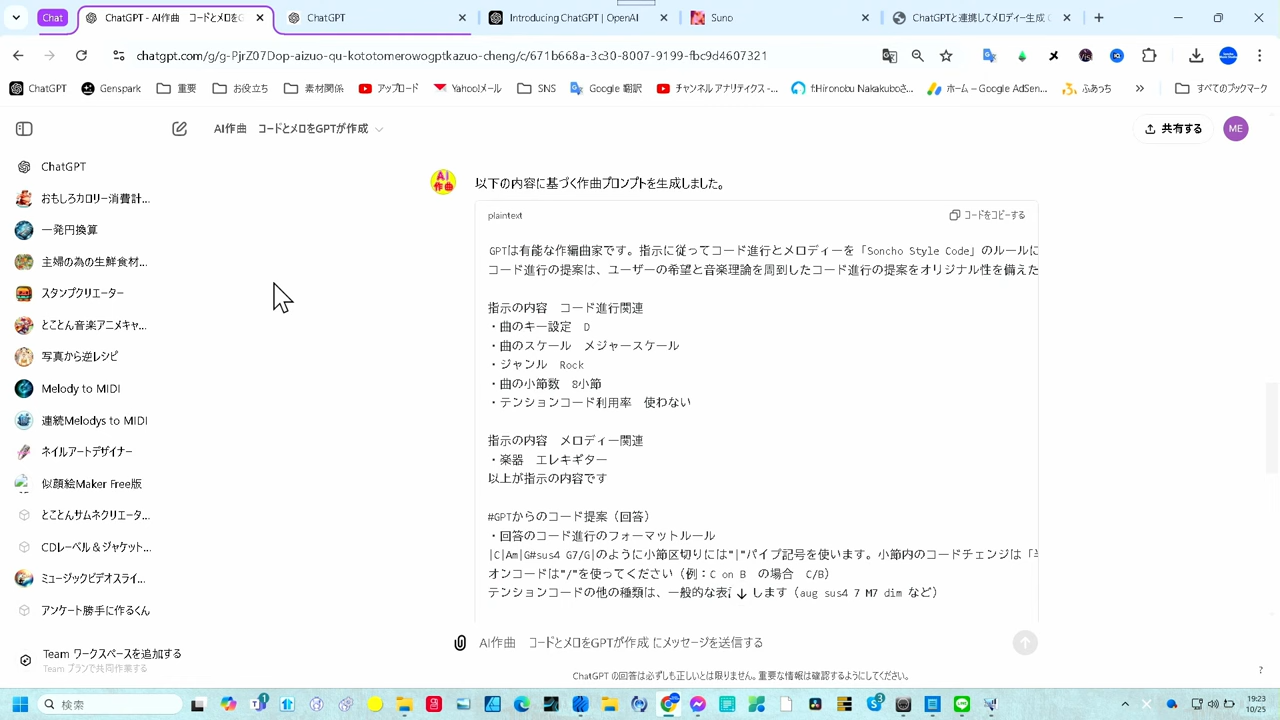 Chat
ChatGPT - AI作曲　コードとメロをG
ChatGPT
Introducing ChatGPT | OpenAI
Suno
ChatGPTと連携してメロディー生成
chatgpt.com/g/g-PjrZ07Dop-aizuo-qu-kototomerowogptkazuo-cheng/c/671b668a-3c30-8007-9199-fbc9d4607321
ChatGPT
Genspark
重要
お役立ち
素材関係
アップロード
Yahoo!メール
SNS
Google 翻訳
チャンネル アナリティクス -...
f:Hironobu Nakakuboさ...
ホーム – Google AdSen...
ふあっち
すべてのブックマーク
AI作曲　コードとメロをGPTが作成
共有する
ME
ChatGPT
おもしろカロリー消費計...
一発円換算
主婦の為の生鮮食材...
スタンプクリエーター
とことん音楽アニメキャ...
写真から逆レシピ
Melody to MIDI
連続Melodys to MIDI
ネイルアートデザイナー
似顔絵Maker Free版
とことんサムネクリエータ...
CDレーベル＆ジャケット...
ミュージックビデオスライ...
アンケート勝手に作るくん
Team ワークスペースを追加する
Team プランで共同作業する
AI
作曲
以下の内容に基づく作曲プロンプトを生成しました。
plaintext
コードをコピーする
GPTは有能な作編曲家です。指示に従ってコード進行とメロディーを「Soncho Style Code」のルールに
コード進行の提案は、ユーザーの希望と音楽理論を周到したコード進行の提案をオリジナル性を備えた
指示の内容　コード進行関連
・曲のキー設定　D
・曲のスケール　メジャースケール
・ジャンル　Rock
・曲の小節数　8小節
・テンションコード利用率　使わない
指示の内容　メロディー関連
・楽器　エレキギター
以上が指示の内容です
#GPTからのコード提案（回答）
・回答のコード進行のフォーマットルール
|C|Am|G#sus4 G7/G|のように小節区切りには"|"パイプ記号を使います。小節内のコードチェンジは「
オンコードは"/"を使ってください（例：C on B　の場合　C/B）
テンションコードの他の種類は、一般的な表 します（aug sus4 7 M7 dim など）
AI作曲　コードとメロをGPTが作成 にメッセージを送信する
ChatGPT の回答は必ずしも正しいとは限りません。重要な情報は確認するようにしてください。
?
検索
19:23
10/25